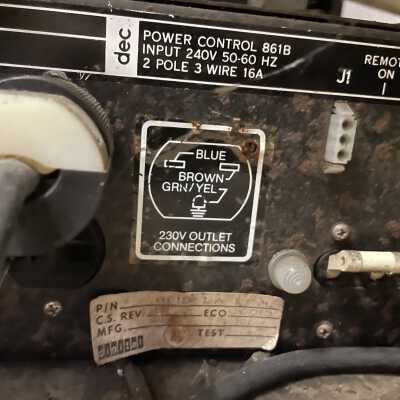 dec
POWER CONTROL 861B
INPUT 240V 50-60 HZ
2 POLE 3 WIRE 16A
J1
REMOT
ON
BLUE
BROWN
GRN/YEL
230V OUTLET
CONNECTIONS
P/N
C.S. REV.
ECO
MFG.
TEST
digital